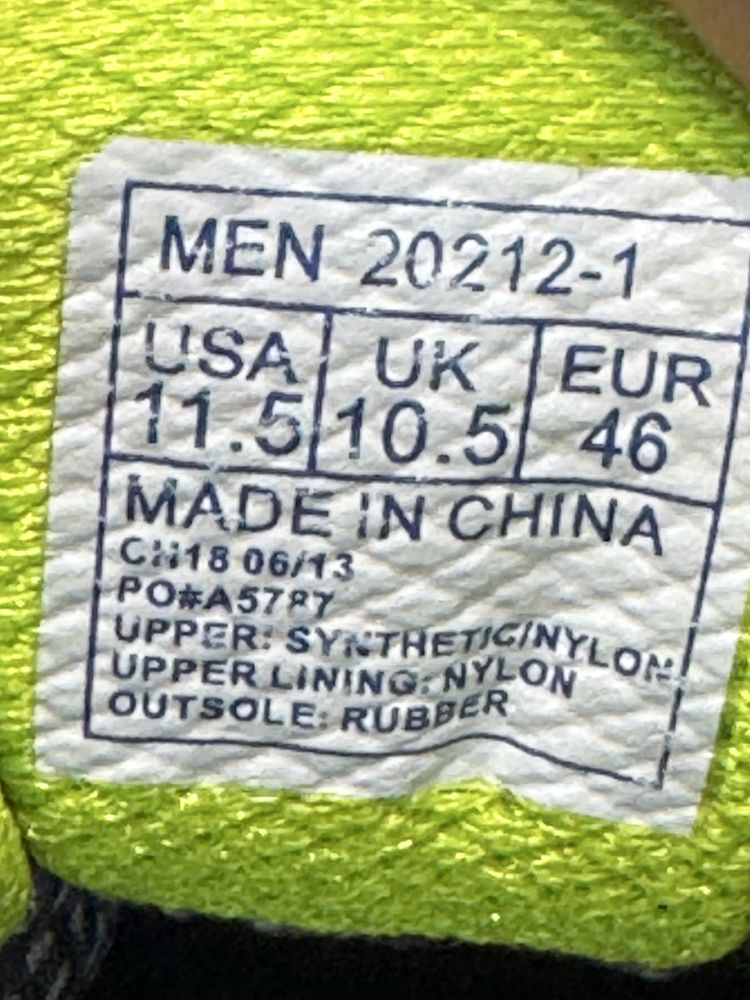 MEN 20212-1
USA UK EUR
11.5 10.5 46
MADE IN CHINA
CH18 06/13
PO#A5787
UPPER: SYNTHETIC/NYLON
UPPER LINING: NYLON
OUTSOLE: RUBBER